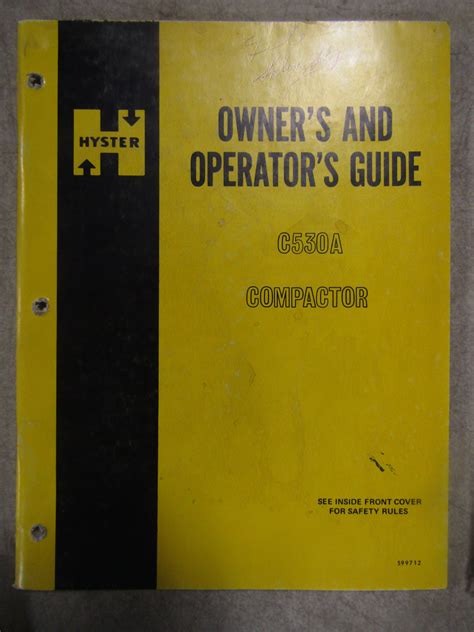 HYSTER
OWNER'S AND
OPERATOR'S GUIDE
C530A
COMPACTOR
SEE INSIDE FRONT COVER
FOR SAFETY RULES
599712